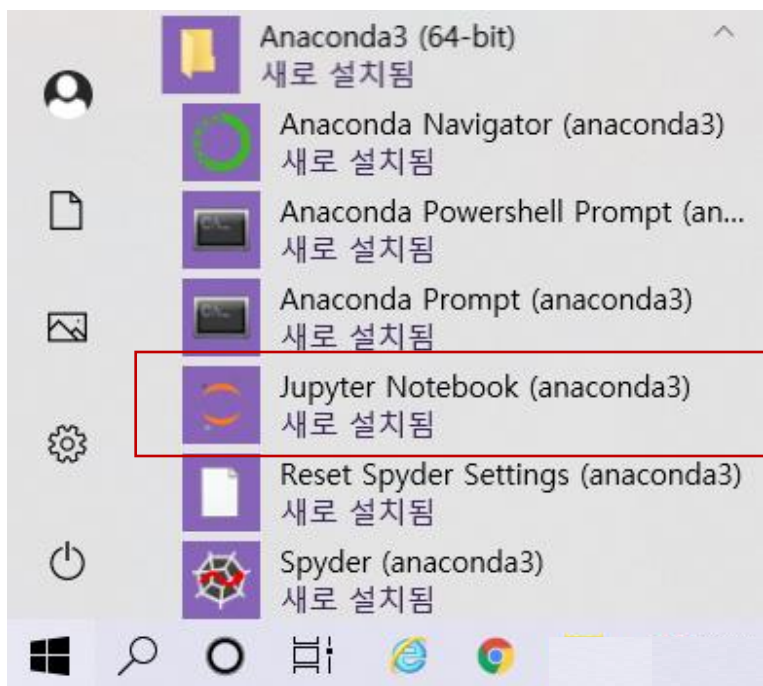 Anaconda3 (64-bit)
새로 설치됨
Anaconda Navigator (anaconda3)
새로 설치됨
Anaconda Powershell Prompt (an...
새로 설치됨
Anaconda Prompt (anaconda3)
새로 설치됨
Jupyter Notebook (anaconda3)
새로 설치됨
Reset Spyder Settings (anaconda3)
새로 설치됨
Spyder (anaconda3)
새로 설치됨